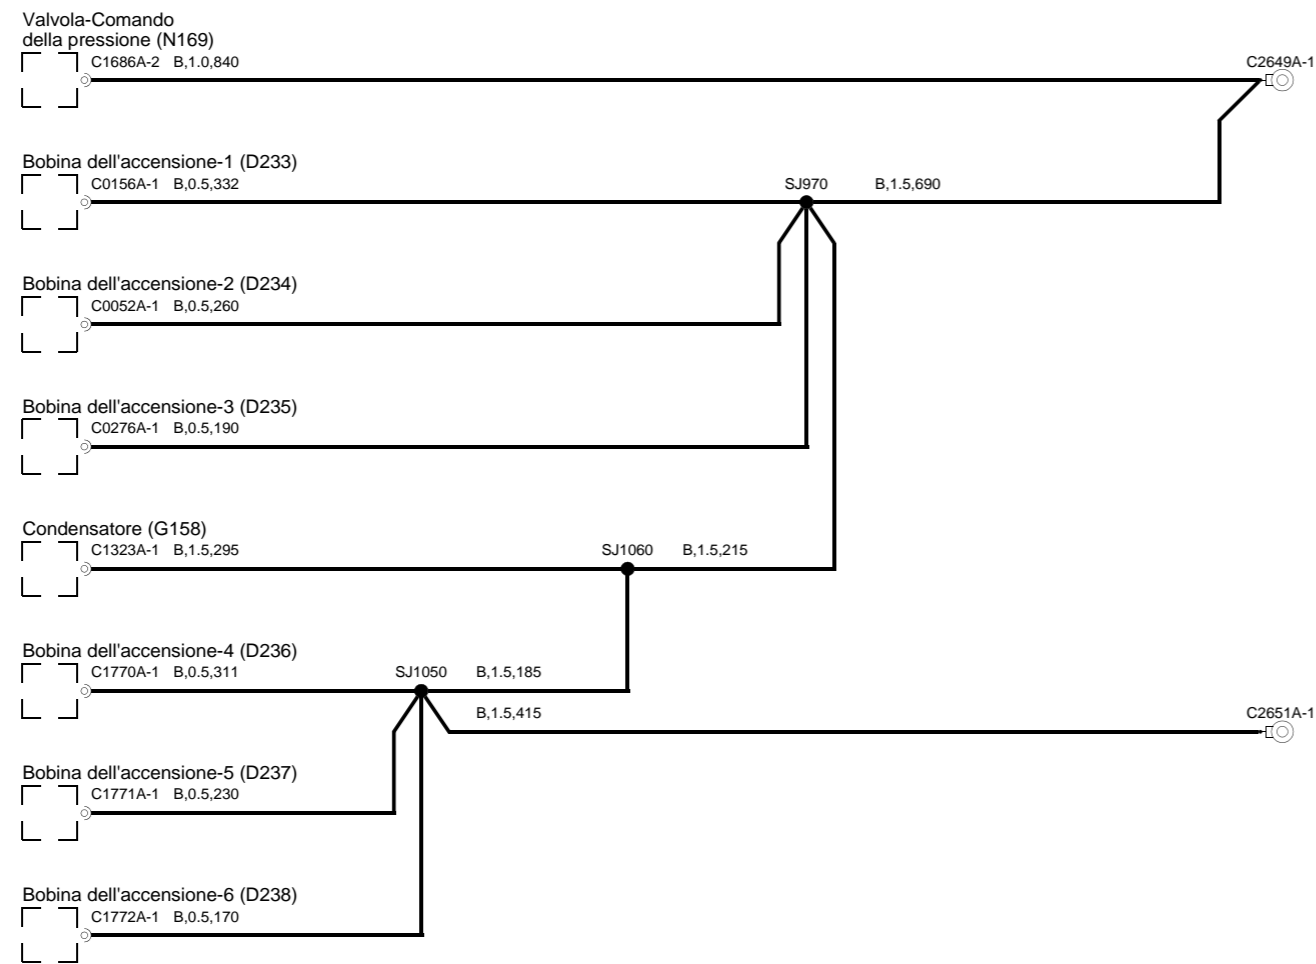 Valvola-Comando
della pressione (N169)
C1686A-2 B,1.0,840
C2649A-1
Bobina dell'accensione-1 (D233)
C0156A-1 B,0.5,332
SJ970
B,1.5,690
Bobina dell'accensione-2 (D234)
C0052A-1 B,0.5,260
Bobina dell'accensione-3 (D235)
C0276A-1 B,0.5,190
Condensatore (G158)
C1323A-1 B,1.5,295
SJ1060
B,1.5,215
Bobina dell'accensione-4 (D236)
C1770A-1 B,0.5,311
SJ1050
B,1.5,185
B,1.5,415
C2651A-1
Bobina dell'accensione-5 (D237)
C1771A-1 B,0.5,230
Bobina dell'accensione-6 (D238)
C1772A-1 B,0.5,170